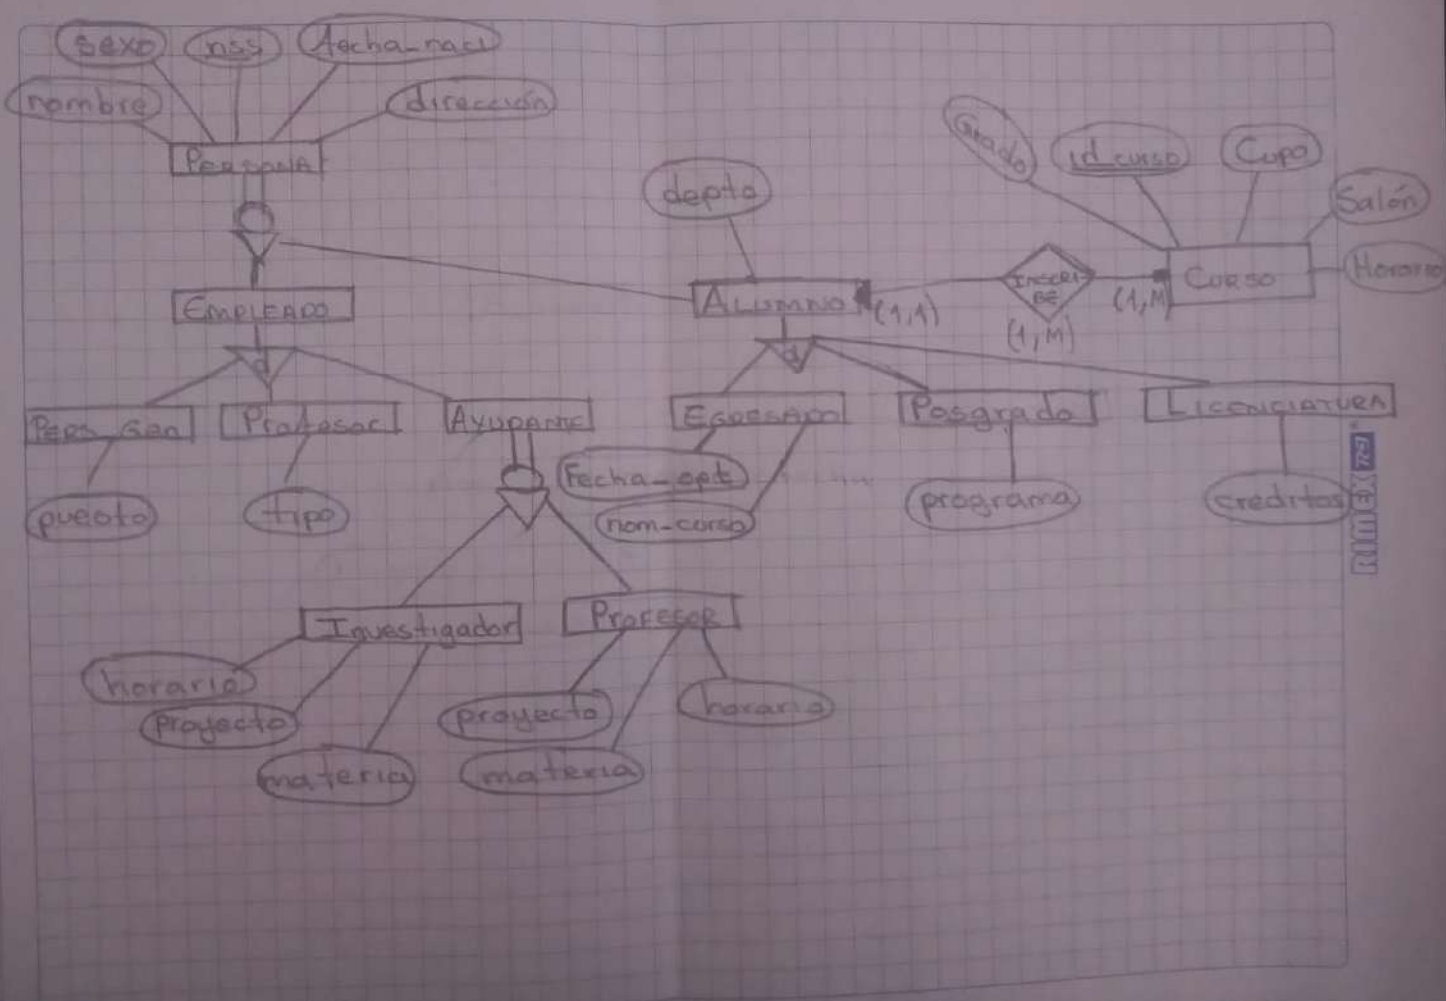 sexo
nss
fecha_naci
nombre
dirección
PERSONA
Grado
id_curso
Cupo
Salón
Horario
depto
EMPLEADO
ALUMNO
(1,1)
INSCRI-
BE
(1,M)
(1,M)
CURSO
d
d
Pers_Gen
Profesor
AYUDANTE
EGRESADO
Posgrado
LICENCIATURA
puesto
tipo
Fecha_opt
nom-curso
programa
creditos
Investigador
PROFESOR
horario
proyecto
materia
proyecto
materia
horario